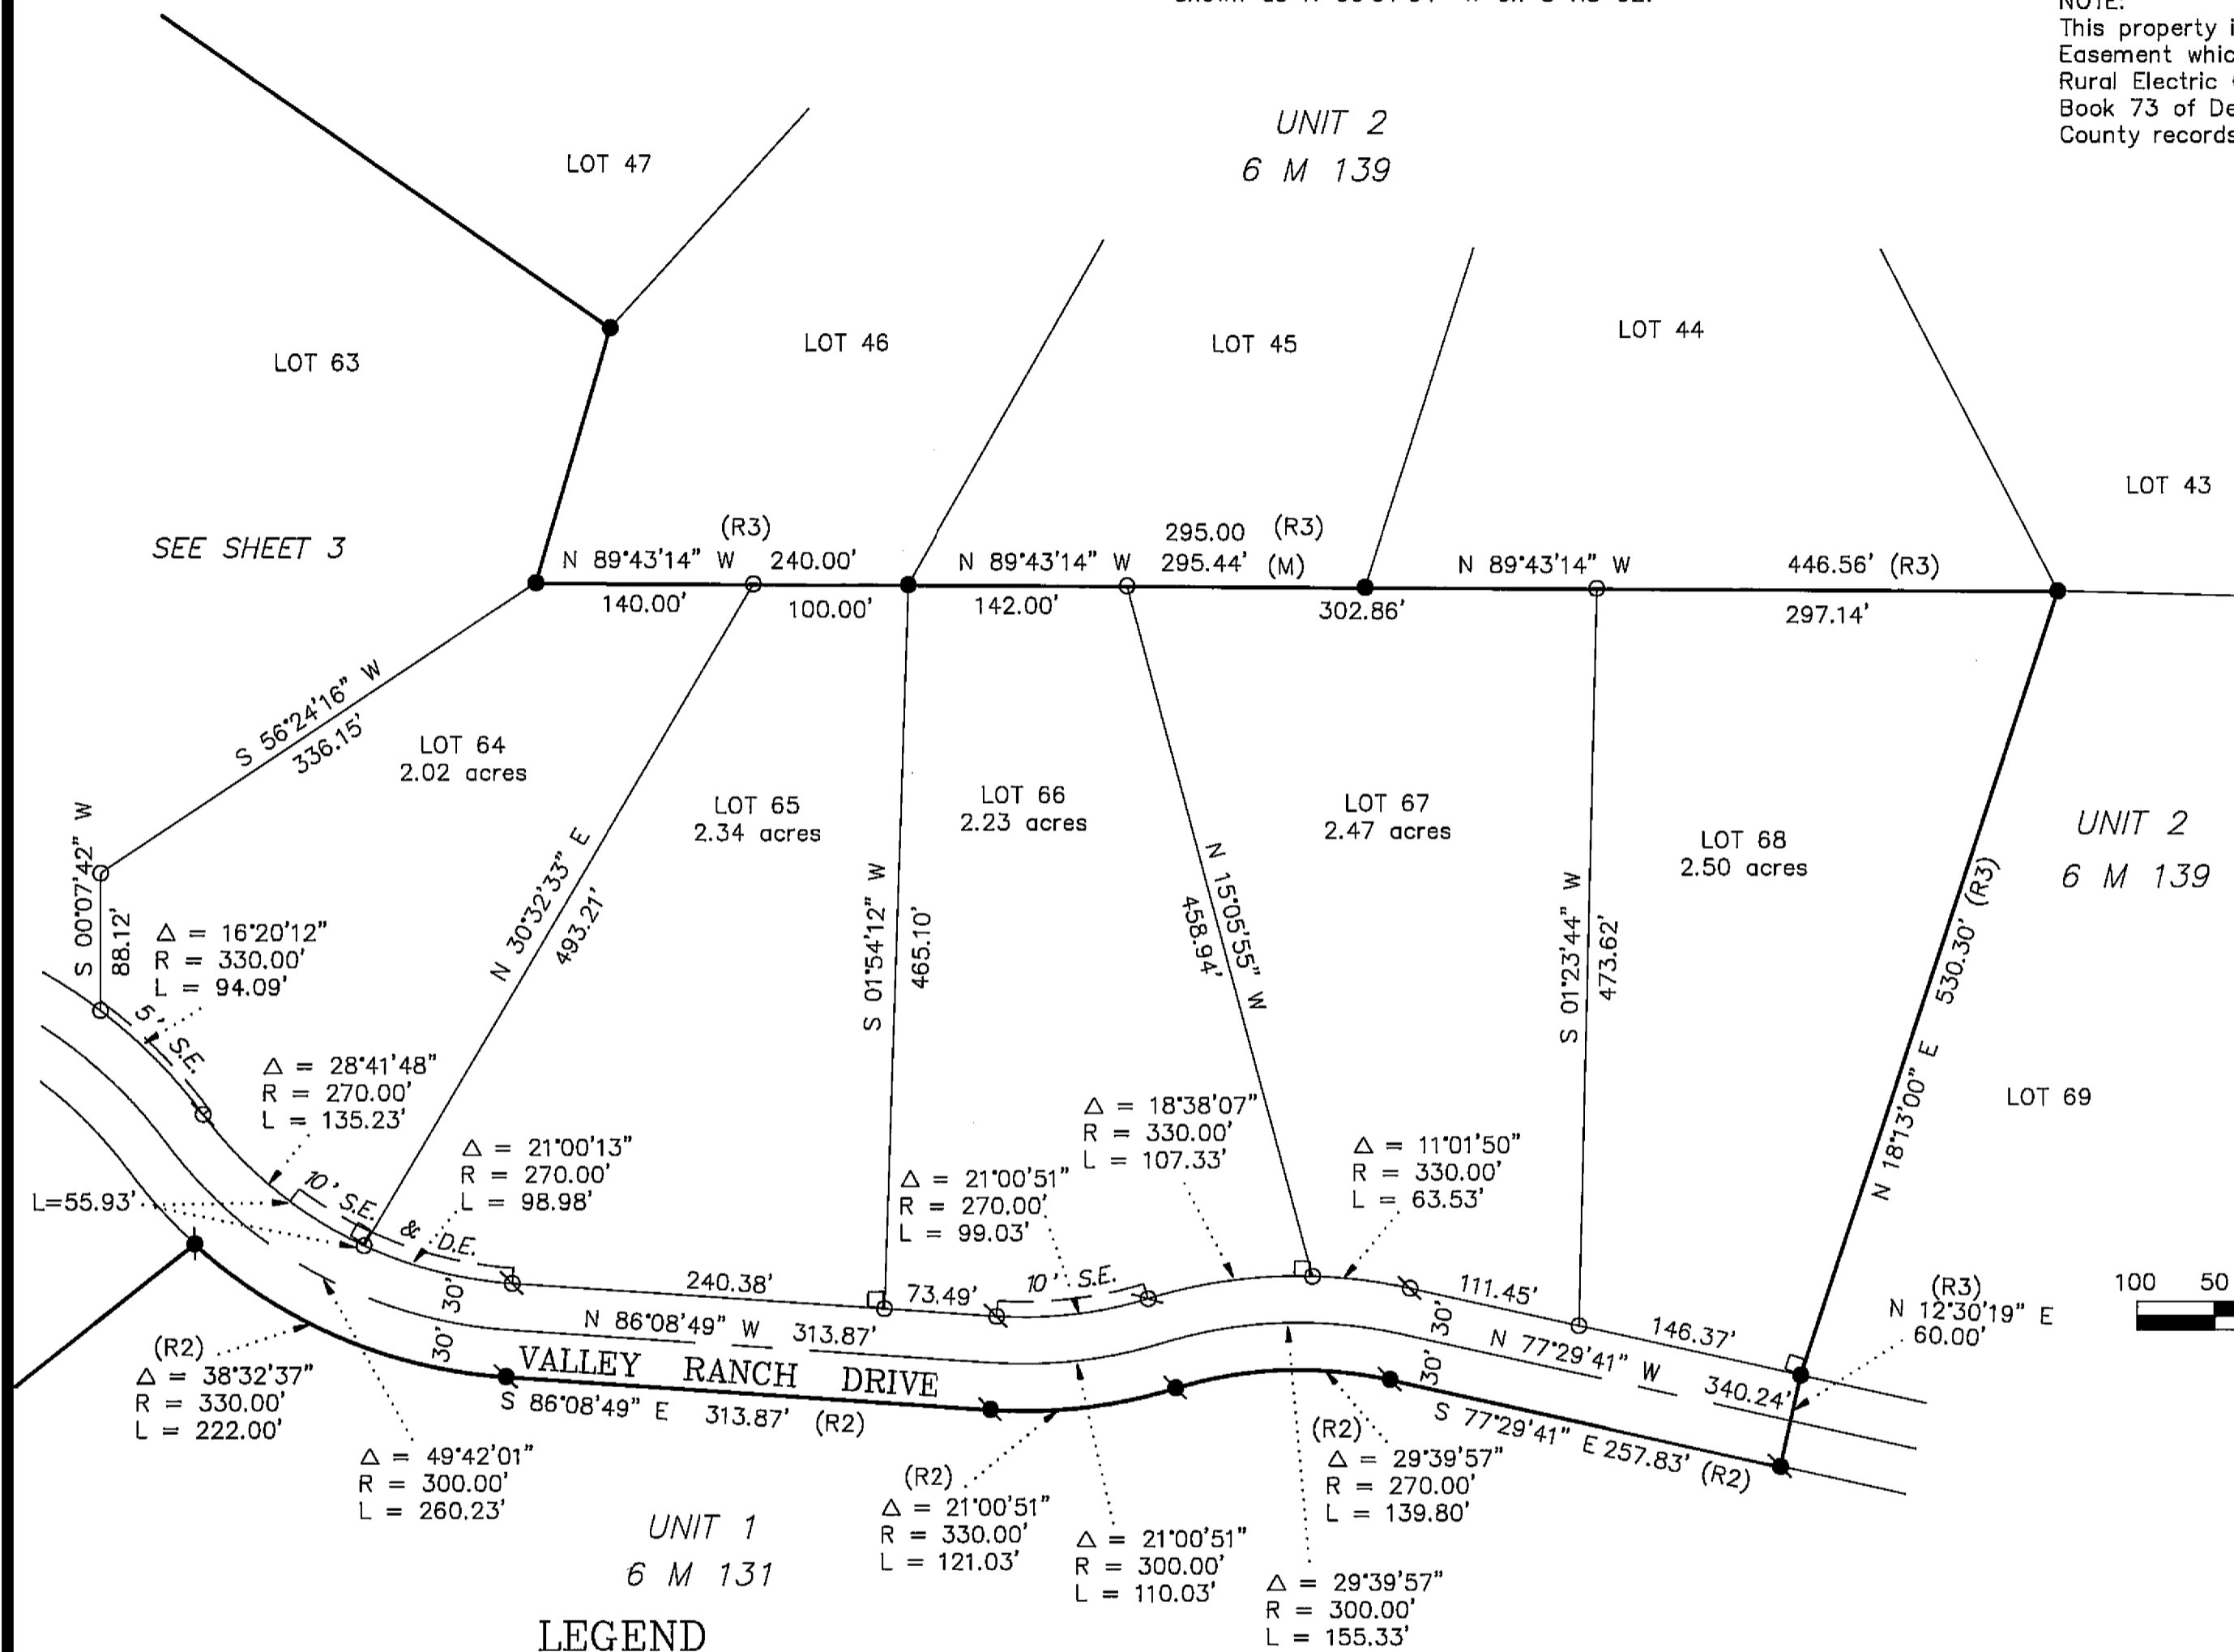 NOTE:
This property i
Easement whic
Rural Electric
Book 73 of De
County records
UNIT 2
6 M 139
LOT 47
LOT 46
LOT 45
LOT 44
LOT 43
LOT 63
SEE SHEET 3
(R3)
N 89°43'14" W 240.00'
140.00'
100.00'
295.00 (R3)
N 89°43'14" W 295.44' (M)
142.00'
302.86'
N 89°43'14" W 446.56' (R3)
297.14'
S 56°24'16" W
336.15'
LOT 64
2.02 acres
LOT 65
2.34 acres
LOT 66
2.23 acres
LOT 67
2.47 acres
LOT 68
2.50 acres
UNIT 2
6 M 139
LOT 69
S 00°07'42" W
88.12'
N 30°32'33" E
493.21'
S 01°54'12" W
465.10'
N 15°05'55" W
458.94'
S 01°23'44" W
473.62'
N 18°13'00" E 530.30' (R3)
Δ = 16°20'12"
R = 330.00'
L = 94.09'
5' S.E.
Δ = 28°41'48"
R = 270.00'
L = 135.23'
L=55.93'
10' S.E. & D.E.
Δ = 21°00'13"
R = 270.00'
L = 98.98'
Δ = 21°00'51"
R = 270.00'
L = 99.03'
Δ = 18°38'07"
R = 330.00'
L = 107.33'
Δ = 11°01'50"
R = 330.00'
L = 63.53'
240.38'
73.49'
10' S.E.
111.45'
146.37'
30'
30'
30'
30'
N 86°08'49" W 313.87'
N 77°29'41" W 340.24'
VALLEY RANCH DRIVE
S 86°08'49" E 313.87' (R2)
S 77°29'41" E 257.83' (R2)
(R3)
N 12°30'19" E
60.00'
100 50
(R2)
Δ = 38°32'37"
R = 330.00'
L = 222.00'
Δ = 49°42'01"
R = 300.00'
L = 260.23'
(R2)
Δ = 21°00'51"
R = 330.00'
L = 121.03'
Δ = 21°00'51"
R = 300.00'
L = 110.03'
(R2)
Δ = 29°39'57"
R = 270.00'
L = 139.80'
Δ = 29°39'57"
R = 300.00'
L = 155.33'
UNIT 1
6 M 131
LEGEND